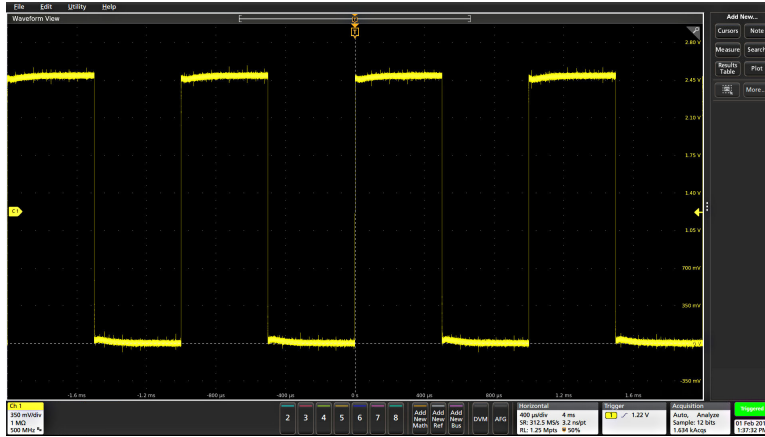 File Edit Utility Help
Waveform View
Add New...
Cursors Note
Measure Search
Results Table Plot
More...
T
2.80 V
2.45 V
2.10 V
1.75 V
1.40 V
C1
1.05 V
700 mV
350 mV
-350 mV
-1.6 ms -1.2 ms -800 µs -400 µs 0 s 400 µs 800 µs 1.2 ms 1.6 ms
Ch 1
350 mV/div
1 MΩ
500 MHz
2 3 4 5 6 7 8
Add New Math
Add New Ref
Add New Bus
DVM
AFG
Horizontal
400 µs/div 4 ms
SR: 312.5 MS/s 3.2 ns/pt
RL: 1.25 Mpts 50%
Trigger
1 1.22 V
Acquisition
Auto, Analyze
Sample: 12 bits
1.634 kAcqs
Triggered
01 Feb 201
1:37:32 PM